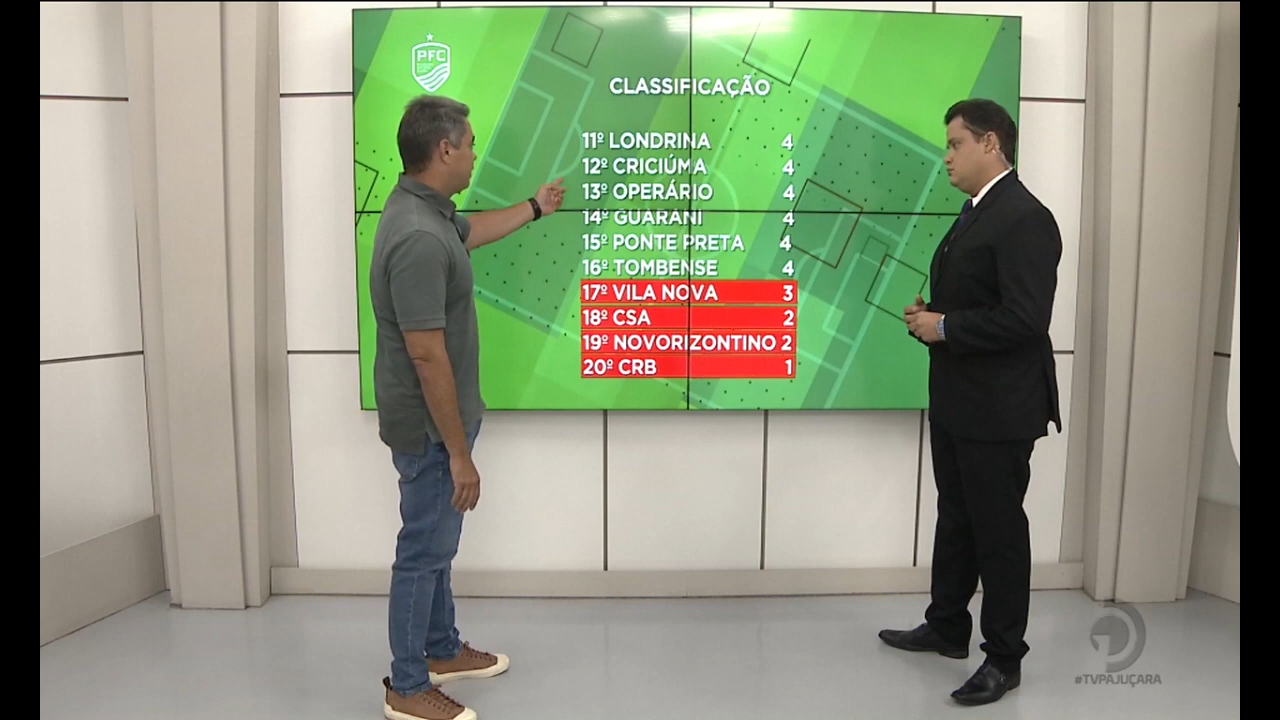 PFC
CLASSIFICAÇÃO
11º LONDRINA 4
12º CRICIÚMA 4
13º OPERÁRIO 4
14º GUARANI 4
15º PONTE PRETA 4
16º TOMBENSE 4
17º VILA NOVA 3
18º CSA 2
19º NOVORIZONTINO 2
20º CRB 1
#TVPAJUÇARA